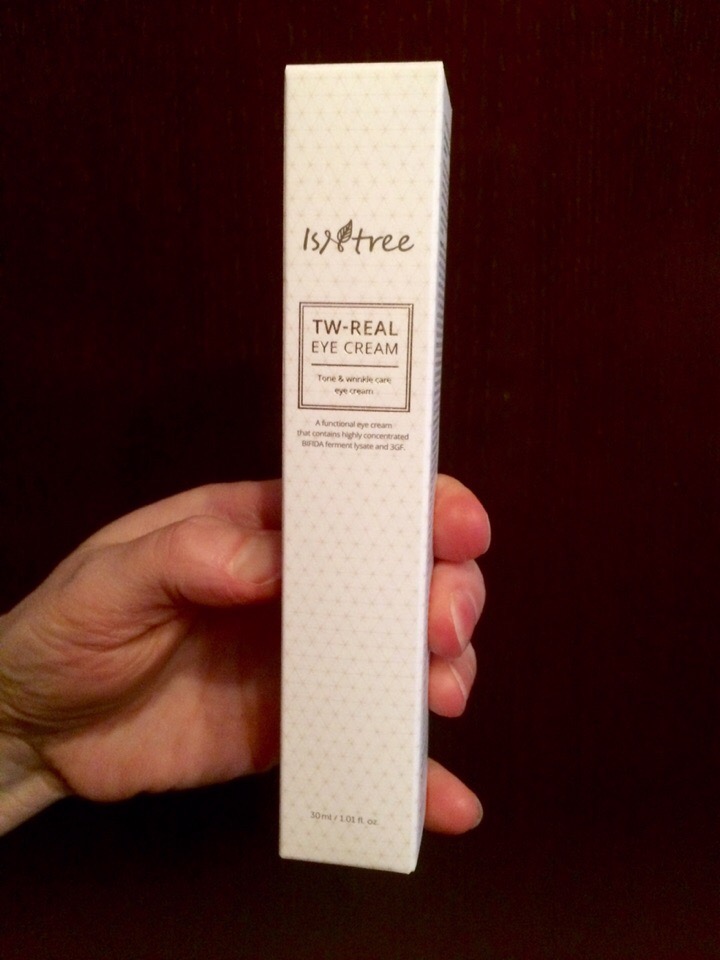 IsNtree
TW-REAL
EYE CREAM
Tone & wrinkle care
eye cream
A functional eye cream
that contains highly concentrated
BIFIDA ferment lysate and 3GF.
30 ml / 1.01 fl. oz.